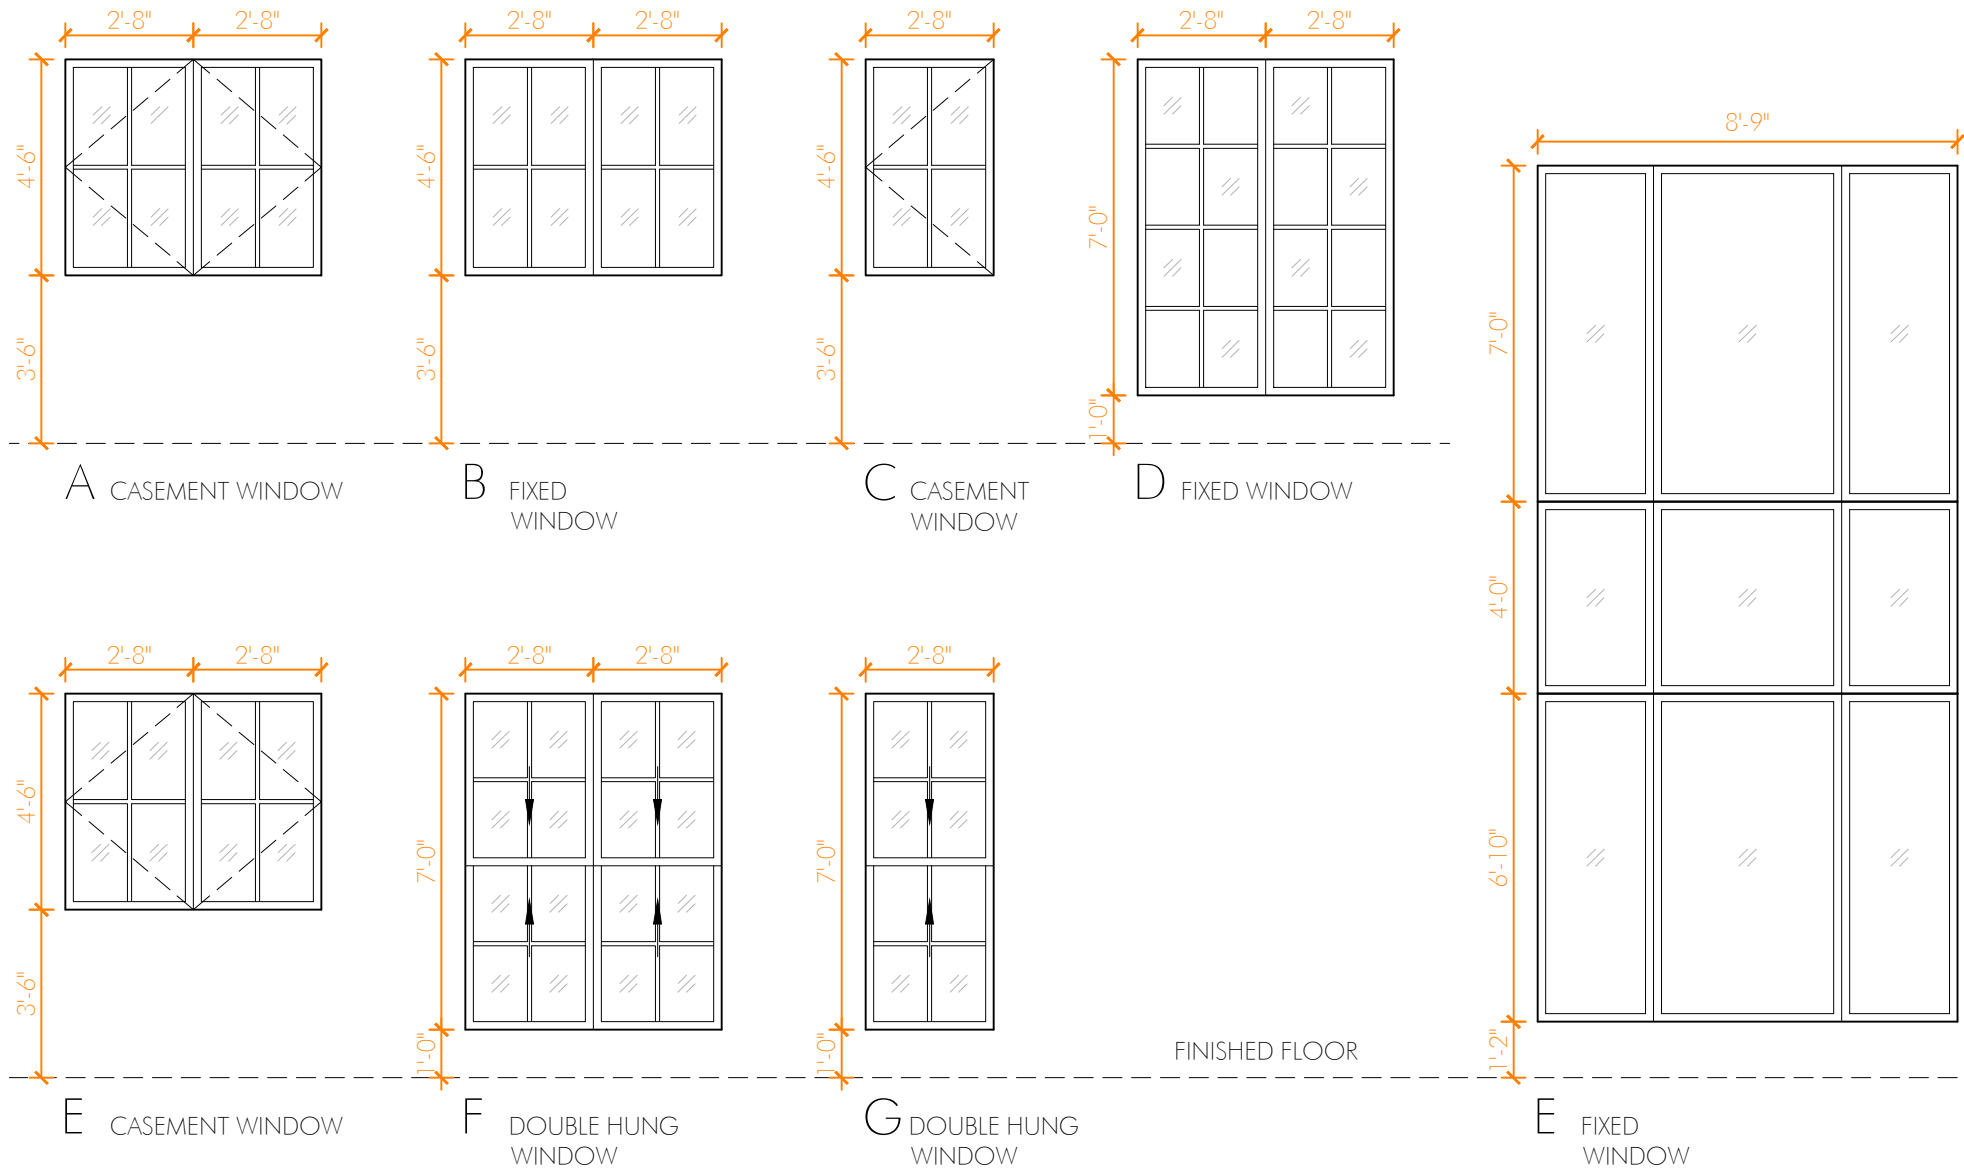 2'-8" 2'-8" 2'-8" 2'-8" 2'-8" 2'-8" 2'-8"
8'-9"
4'-6" 4'-6" 4'-6" 7'-0" 7'-0"
3'-6" 3'-6" 3'-6" 1'-0"
A CASEMENT WINDOW
B FIXED
WINDOW
C CASEMENT
WINDOW
D FIXED WINDOW
4'-0"
2'-8" 2'-8" 2'-8" 2'-8" 2'-8"
4'-6" 7'-0" 7'-0" 6'-10"
3'-6" 1'-0" 1'-0" 1'-2"
FINISHED FLOOR
E CASEMENT WINDOW
F DOUBLE HUNG
WINDOW
G DOUBLE HUNG
WINDOW
E FIXED
WINDOW